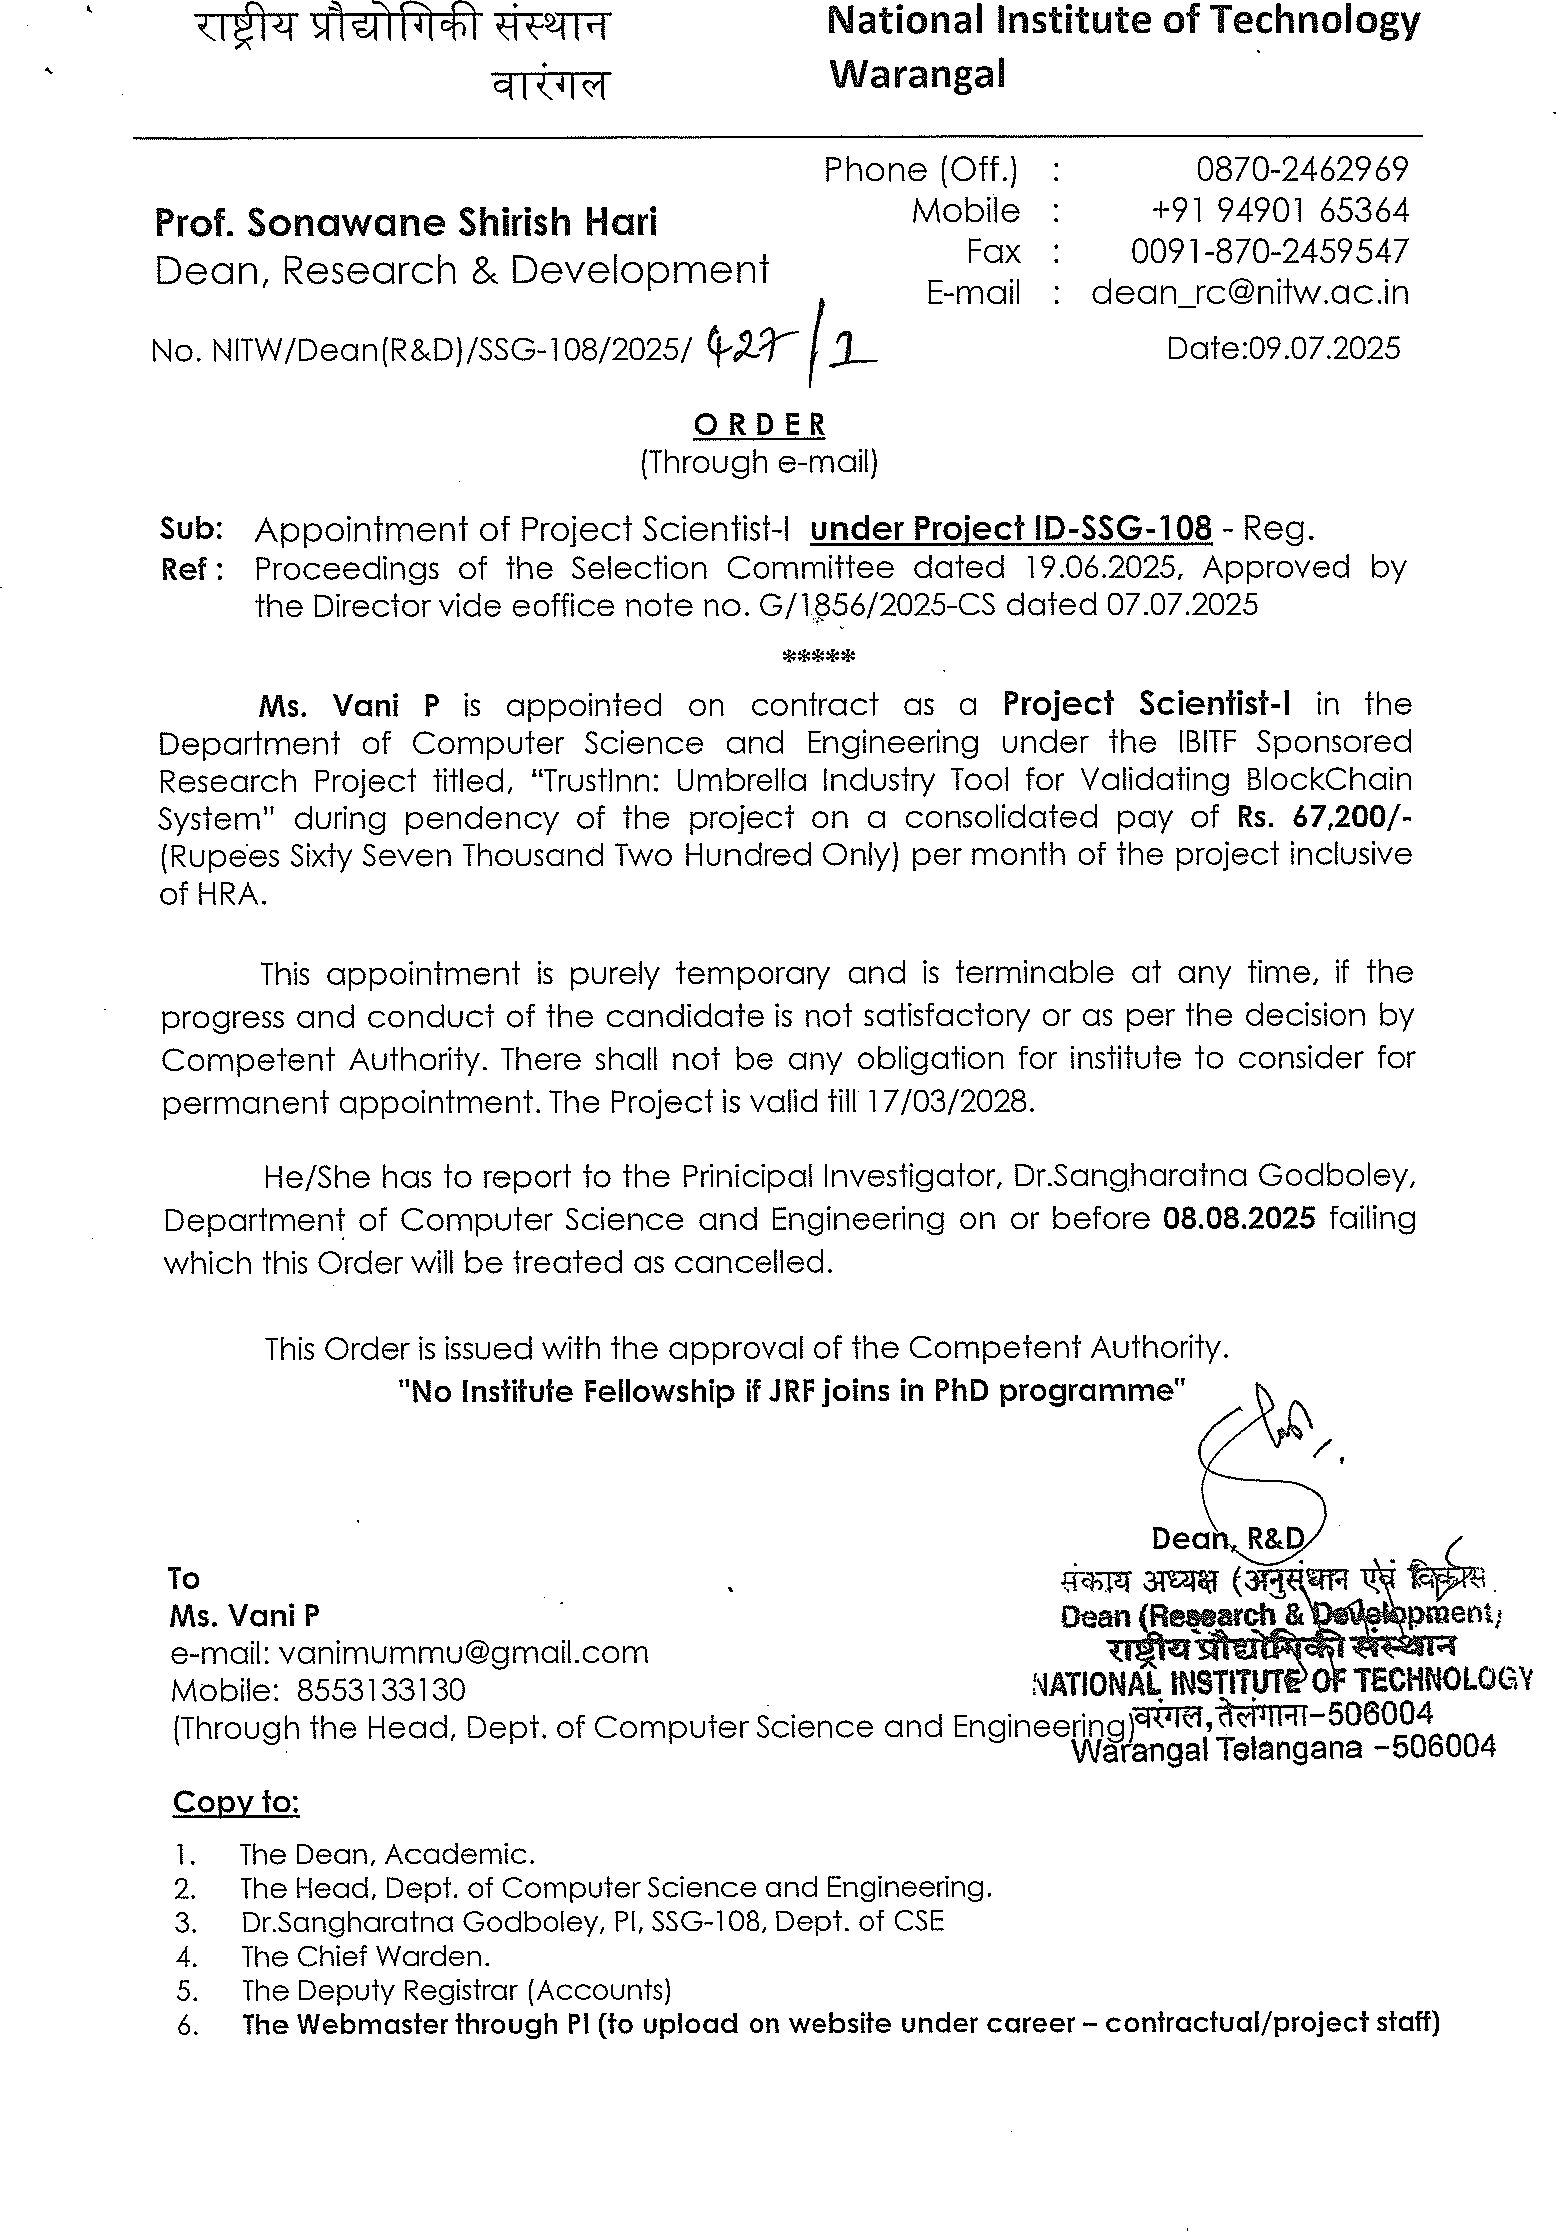 राष्ट्रीय प्रौद्योगिकी संस्थान
वारंगल
National Institute of Technology
Warangal
Prof. Sonawane Shirish Hari
Dean, Research & Development
Phone (Off.) : 0870-2462969
Mobile : +91 94901 65364
Fax : 0091-870-2459547
E-mail : dean_rc@nitw.ac.in
No. NITW/Dean(R&D)/SSG-108/2025/ 427/1
Date:09.07.2025
O R D E R
(Through e-mail)
Sub: Appointment of Project Scientist-I under Project ID-SSG-108 - Reg.
Ref : Proceedings of the Selection Committee dated 19.06.2025, Approved by
the Director vide eoffice note no. G/1856/2025-CS dated 07.07.2025
*****
Ms. Vani P is appointed on contract as a Project Scientist-I in the
Department of Computer Science and Engineering under the IBITF Sponsored
Research Project titled, “TrustInn: Umbrella Industry Tool for Validating BlockChain
System" during pendency of the project on a consolidated pay of Rs. 67,200/-
(Rupees Sixty Seven Thousand Two Hundred Only) per month of the project inclusive
of HRA.
This appointment is purely temporary and is terminable at any time, if the
progress and conduct of the candidate is not satisfactory or as per the decision by
Competent Authority. There shall not be any obligation for institute to consider for
permanent appointment. The Project is valid till 17/03/2028.
He/She has to report to the Prinicipal Investigator, Dr.Sangharatna Godboley,
Department of Computer Science and Engineering on or before 08.08.2025 failing
which this Order will be treated as cancelled.
This Order is issued with the approval of the Competent Authority.
"No Institute Fellowship if JRF joins in PhD programme"
Dean, R&D
संकाय अध्यक्ष (अनुसंधान एवं विकास
Dean (Research & Development)
राष्ट्रीय प्रौद्योगिकी संस्थान
NATIONAL INSTITUTE OF TECHNOLOGY
वरंगल, तेलंगाना-506004
Warangal Telangana -506004
To
Ms. Vani P
e-mail: vanimummu@gmail.com
Mobile: 8553133130
(Through the Head, Dept. of Computer Science and Engineering)
Copy to:
1. The Dean, Academic.
2. The Head, Dept. of Computer Science and Engineering.
3. Dr.Sangharatna Godboley, PI, SSG-108, Dept. of CSE
4. The Chief Warden.
5. The Deputy Registrar (Accounts)
6. The Webmaster through PI (to upload on website under career – contractual/project staff)